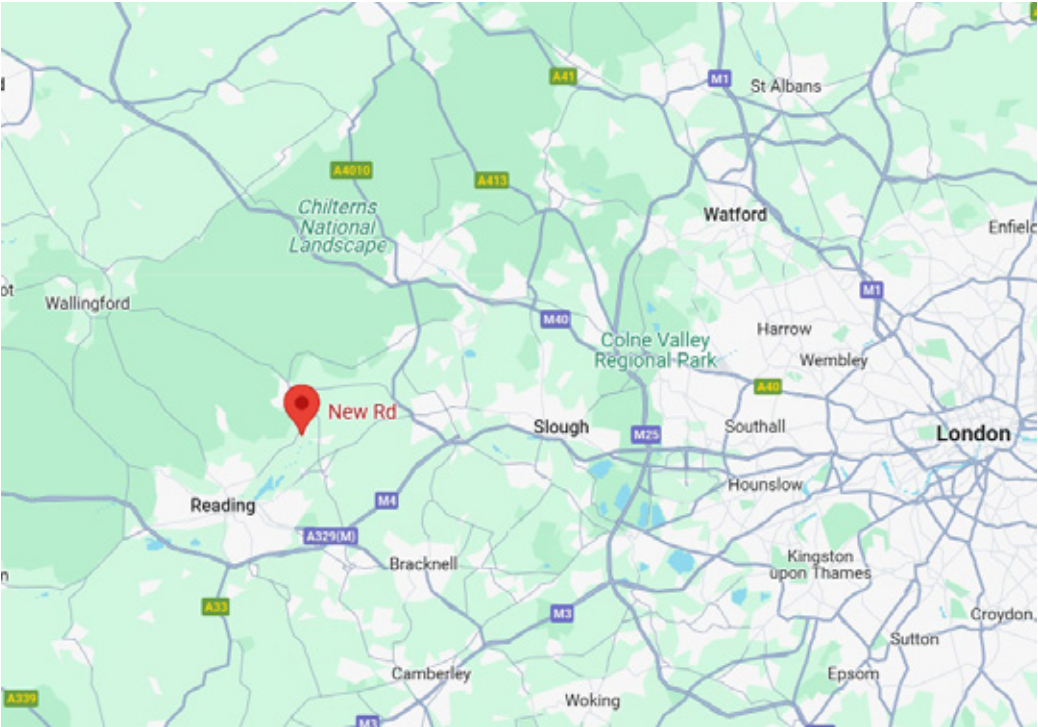 A41
M1
St Albans
A4010
A413
Chilterns
National
Landscape
Watford
Wallingford
M1
M40
Harrow
Colne Valley
Regional Park
Wembley
A40
New Rd
Slough
M25
Southall
London
Hounslow
Reading
M4
A329(M)
Bracknell
Kingston
upon Thames
A33
M3
Croydon
Sutton
Camberley
Epsom
Woking
A339
M3